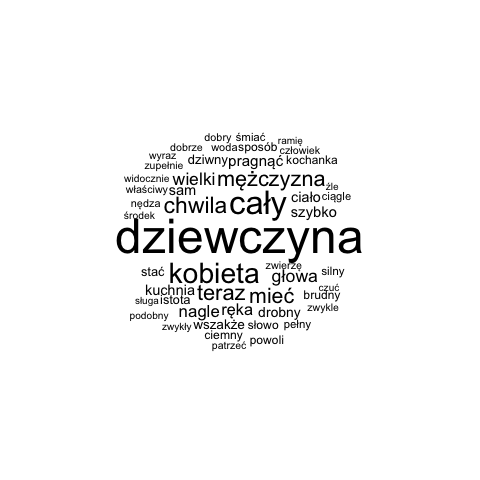 dobry śmiać ramię
dobrze woda sposób człowiek
wyraz dziwny pragnąć kochanka
zupełnie
widocznie wielki mężczyzna źle
właściwy sam ciało ciągle
nędza chwila cały szybko
środek
dziewczyna
stać kobieta zwierzę głowa silny
kuchnia teraz mieć czuć
sługa istota brudny
nagle ręka drobny zwykle
podobny
zwykły wszakże słowo pełny
ciemny
patrzeć powoli